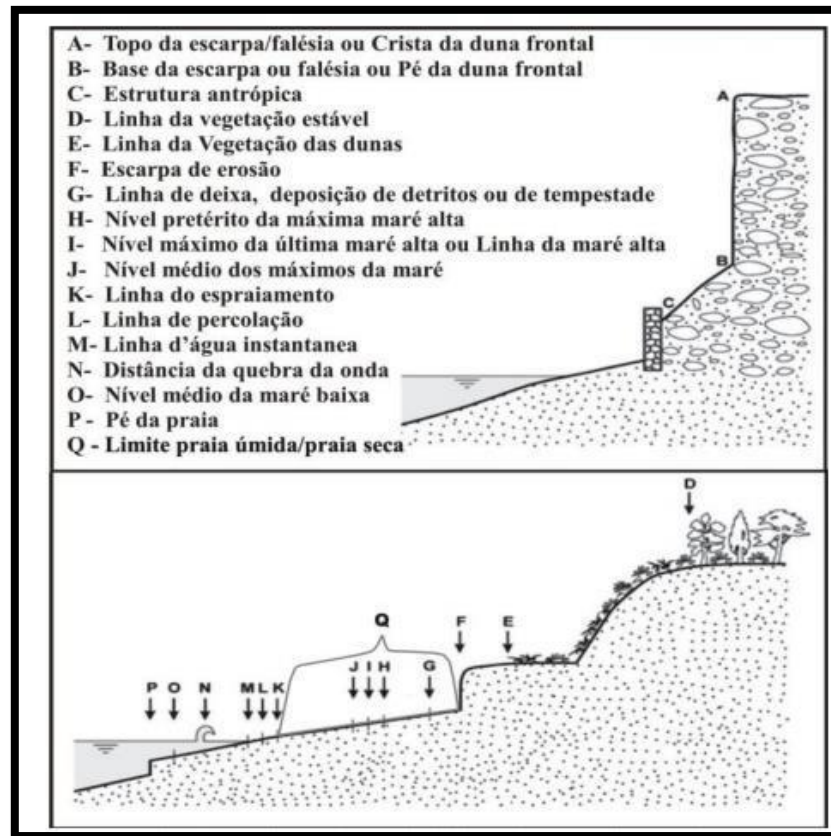 A- Topo da escarpa/falésia ou Crista da duna frontal
B- Base da escarpa ou falésia ou Pé da duna frontal
C- Estrutura antrópica
D- Linha da vegetação estável
E- Linha da Vegetação das dunas
F- Escarpa de erosão
G- Linha de deixa, deposição de detritos ou de tempestade
H- Nível pretérito da máxima maré alta
I- Nível máximo da última maré alta ou Linha da maré alta
J- Nível médio dos máximos da maré
K- Linha do espraiamento
L- Linha de percolação
M- Linha d'água instantanea
N- Distância da quebra da onda
O- Nível médio da maré baixa
P - Pé da praia
Q - Limite praia úmida/praia seca
A
B
C
D
Q
F E
J I H G
P O N M L K